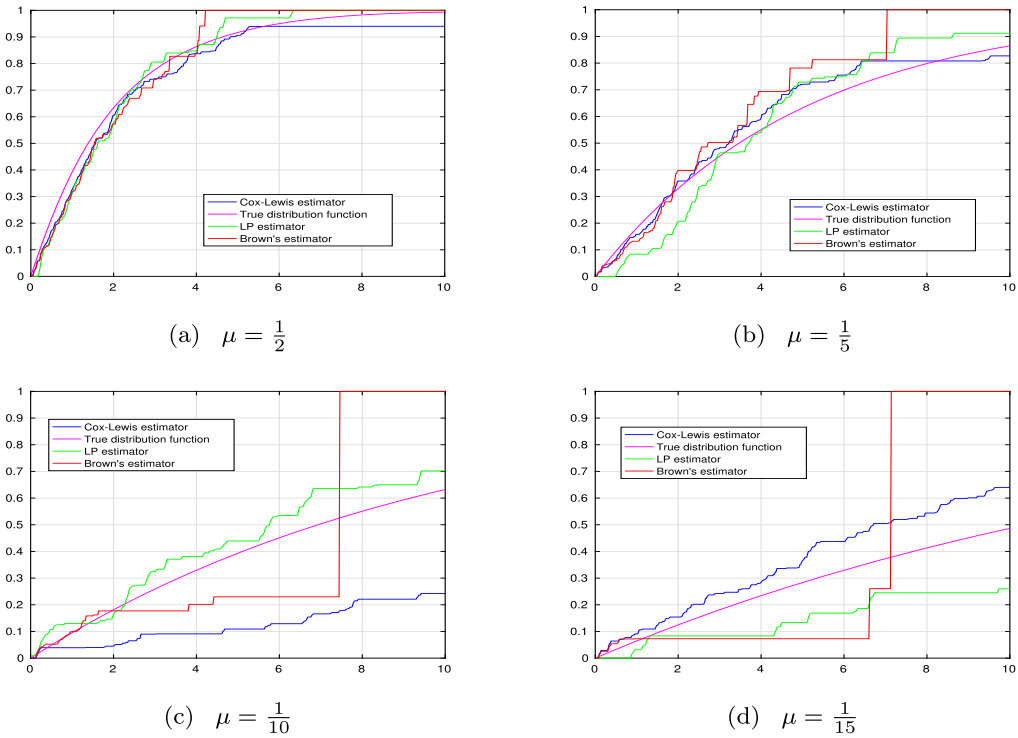 1
0.9
0.8
0.7
0.6
0.5
0.4
0.3
0.2
0.1
0
0 2 4 6 8 10
Cox-Lewis estimator
True distribution function
LP estimator
Brown's estimator
(a) μ = 1/2
1
0.9
0.8
0.7
0.6
0.5
0.4
0.3
0.2
0.1
0
0 2 4 6 8 10
Cox-Lewis estimator
True distribution function
LP estimator
Brown's estimator
(b) μ = 1/5
1
0.9
0.8
0.7
0.6
0.5
0.4
0.3
0.2
0.1
0
0 2 4 6 8 10
Cox-Lewis estimator
True distribution function
LP estimator
Brown's estimator
(c) μ = 1/10
1
0.9
0.8
0.7
0.6
0.5
0.4
0.3
0.2
0.1
0
0 2 4 6 8 10
Cox-Lewis estimator
True distribution function
LP estimator
Brown's estimator
(d) μ = 1/15